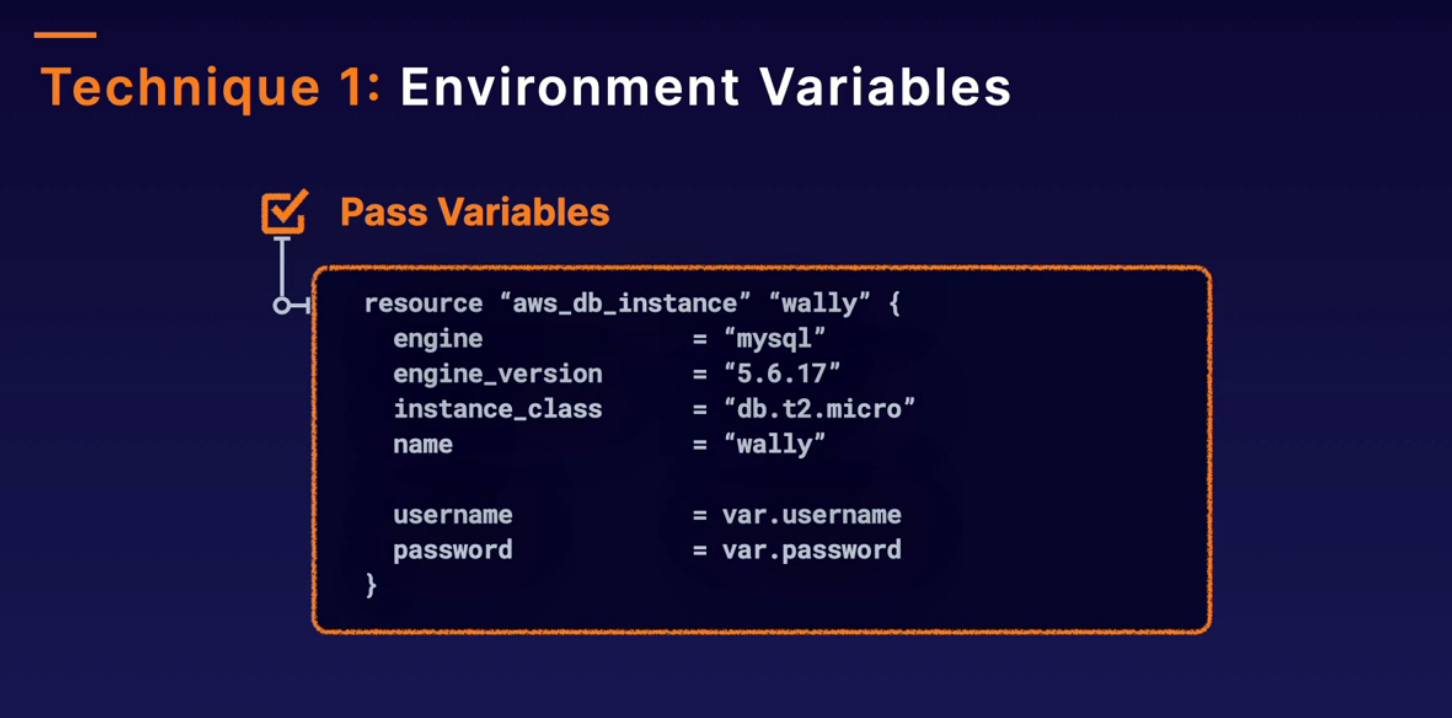 Technique 1: Environment Variables
Pass Variables
resource “aws_db_instance” “wally” {
  engine = “mysql”
  engine_version = “5.6.17”
  instance_class = “db.t2.micro”
  name = “wally”
  username = var.username
  password = var.password
}